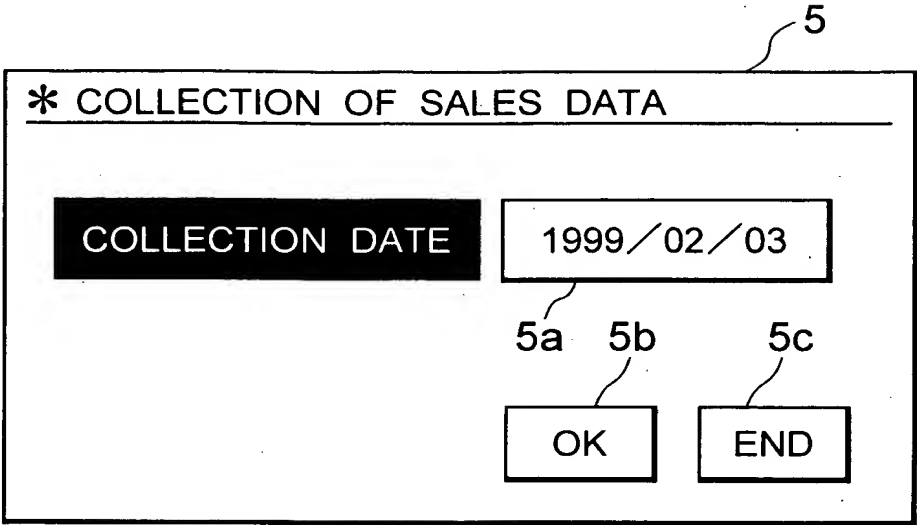 5
* COLLECTION OF SALES DATA
COLLECTION DATE 1999/02/03
5a 5b 5c
OK END